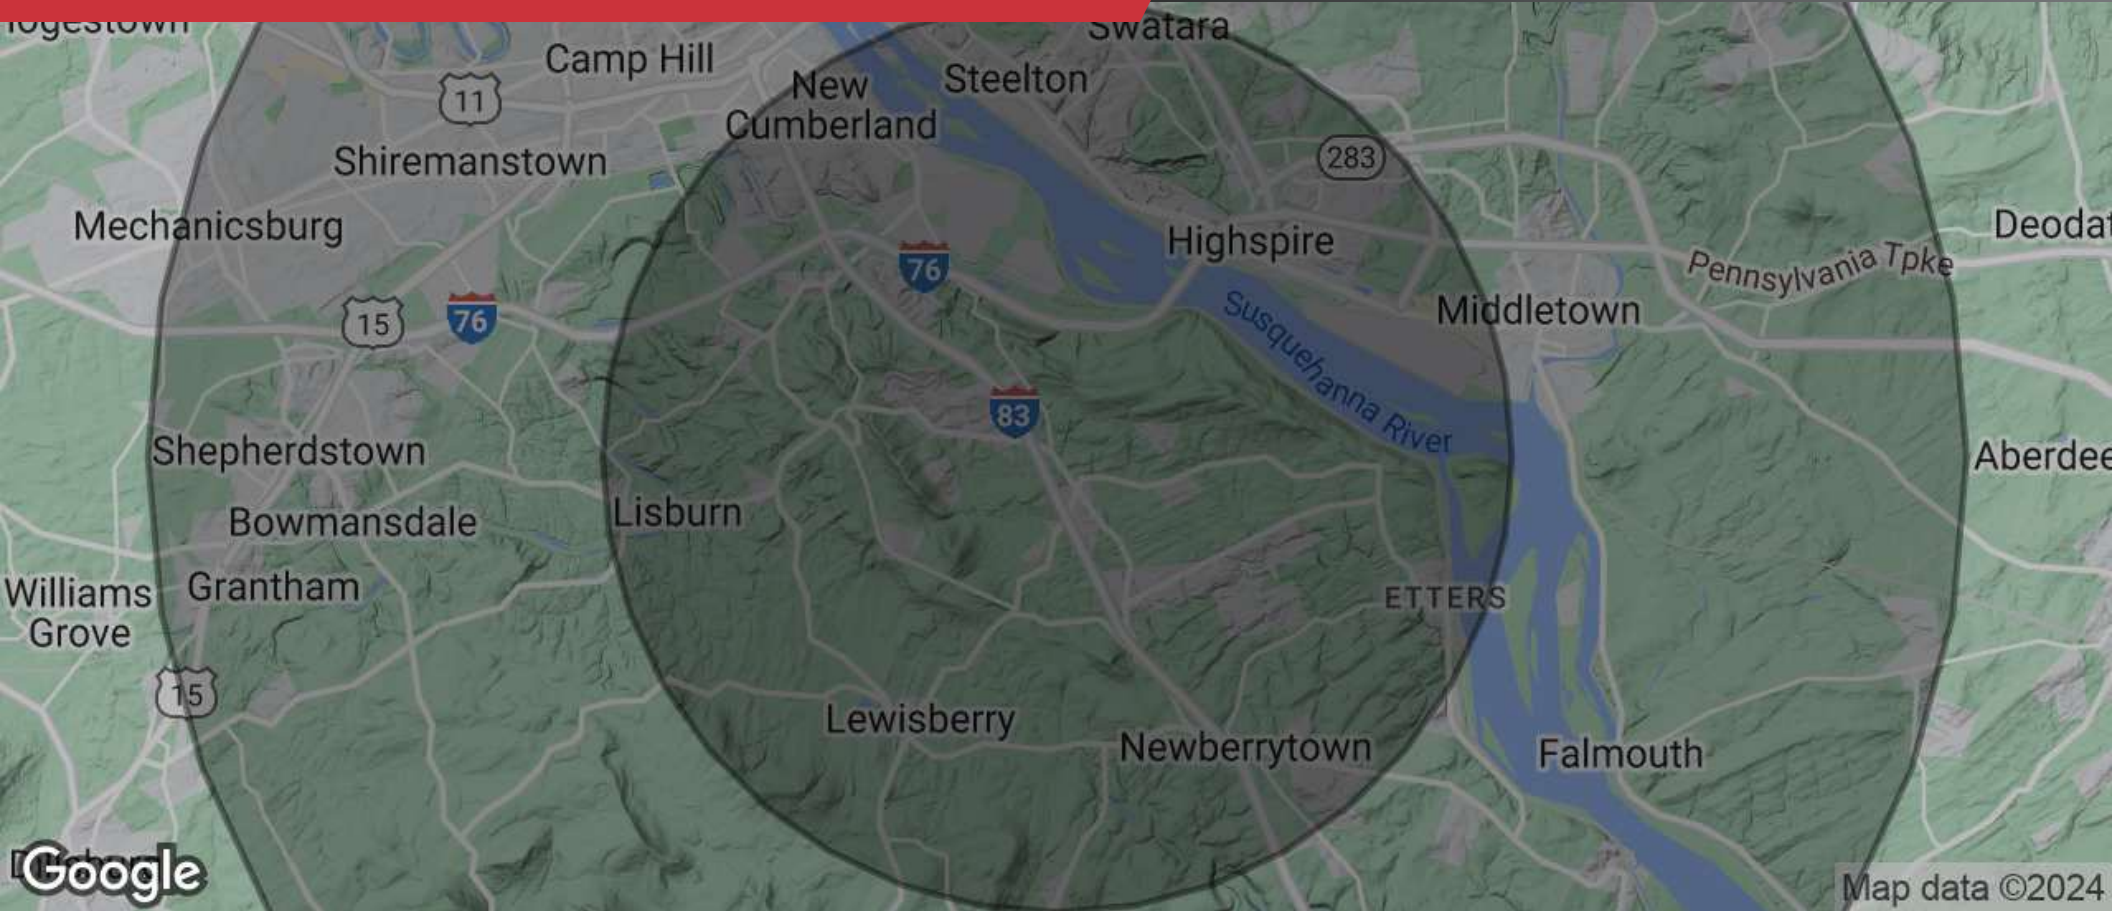 Swatara
Camp Hill
New
Cumberland
Steelton
11
Shiremanstown
283
Mechanicsburg
Highspire
Deodat
76
Pennsylvania Tpke
15
76
Susquehanna River
Middletown
83
Shepherdstown
Aberdee
Lisburn
Bowmansdale
Williams
Grove
Grantham
ETTERS
15
Lewisberry
Newberrytown
Falmouth
Google
Map data ©2024